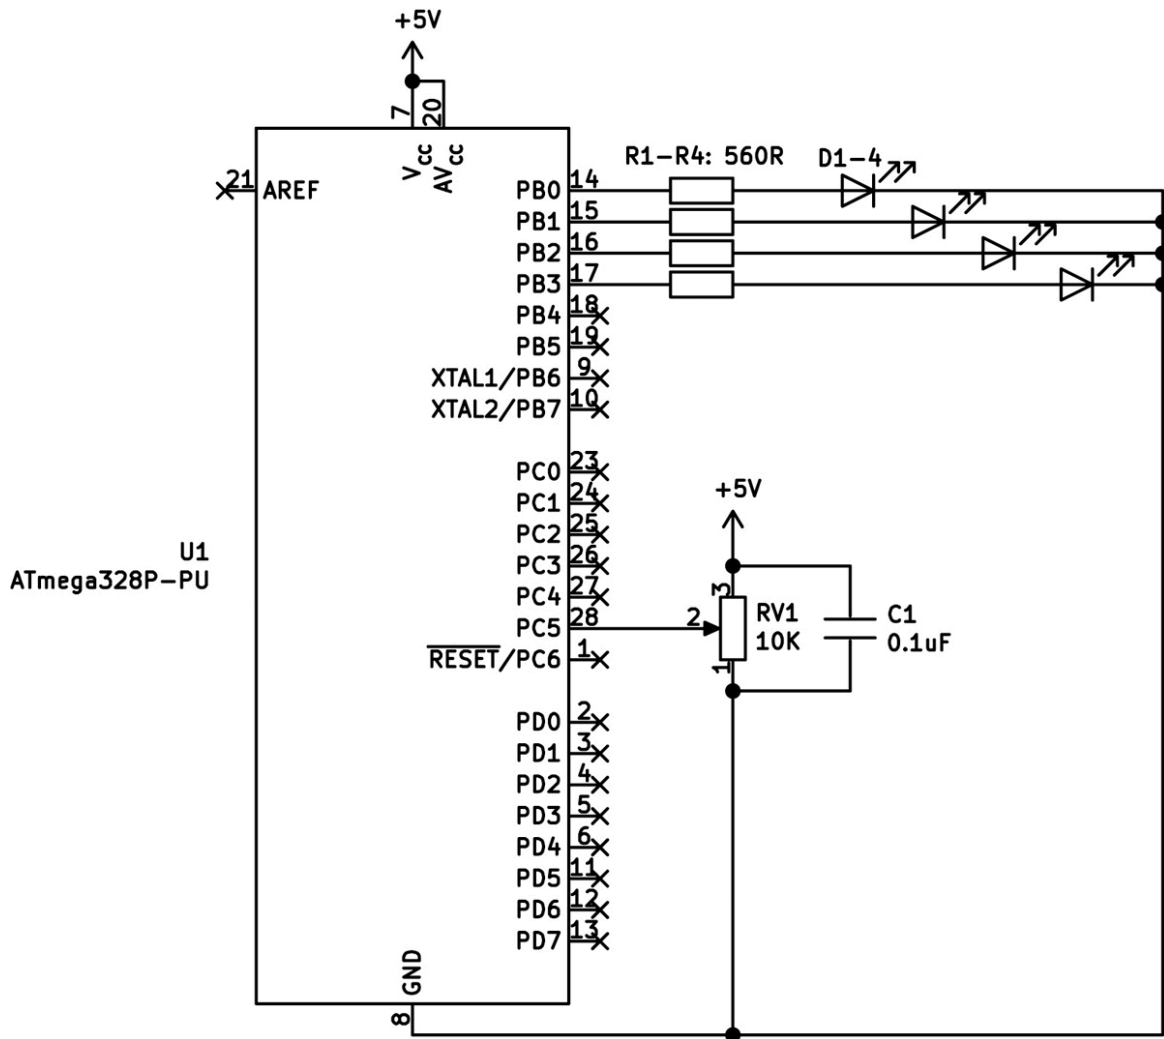 +5V
7
20
VCC
AVCC
21
AREF
R1-R4: 560R
D1-4
PB0
14
PB1
15
PB2
16
PB3
17
PB4
18
PB5
19
XTAL1/PB6
9
XTAL2/PB7
10
PC0
23
PC1
24
PC2
25
PC3
26
PC4
27
PC5
28
RESET/PC6
1
U1
ATmega328P-PU
+5V
3
2
1
RV1
10K
C1
0.1uF
PD0
2
PD1
3
PD2
4
PD3
5
PD4
6
PD5
11
PD6
12
PD7
13
GND
8